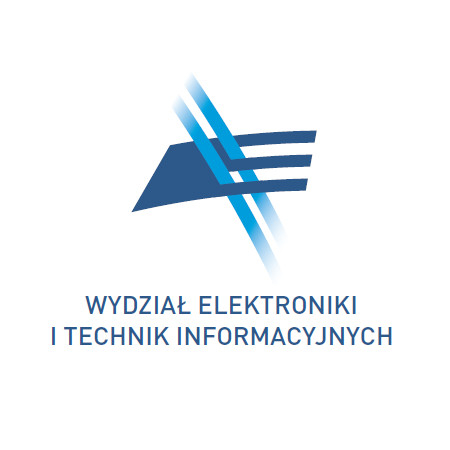 WYDZIAŁ ELEKTRONIKI
I TECHNIK INFORMACYJNYCH